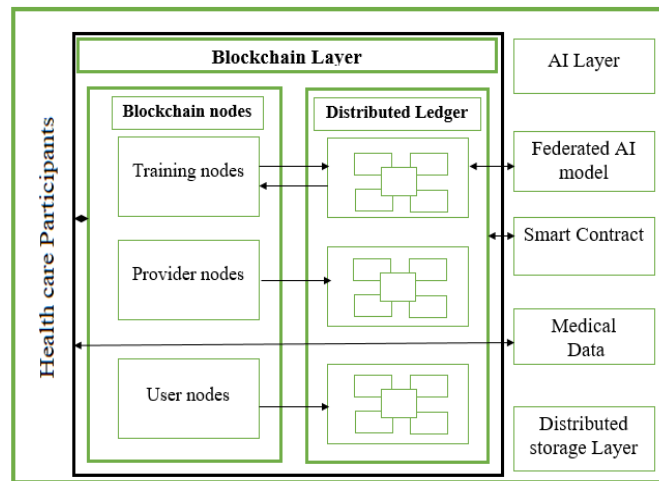 Health care Participants
Blockchain Layer
Blockchain nodes
Training nodes
Provider nodes
User nodes
Distributed Ledger
AI Layer
Federated AI
model
Smart Contract
Medical
Data
Distributed
storage Layer